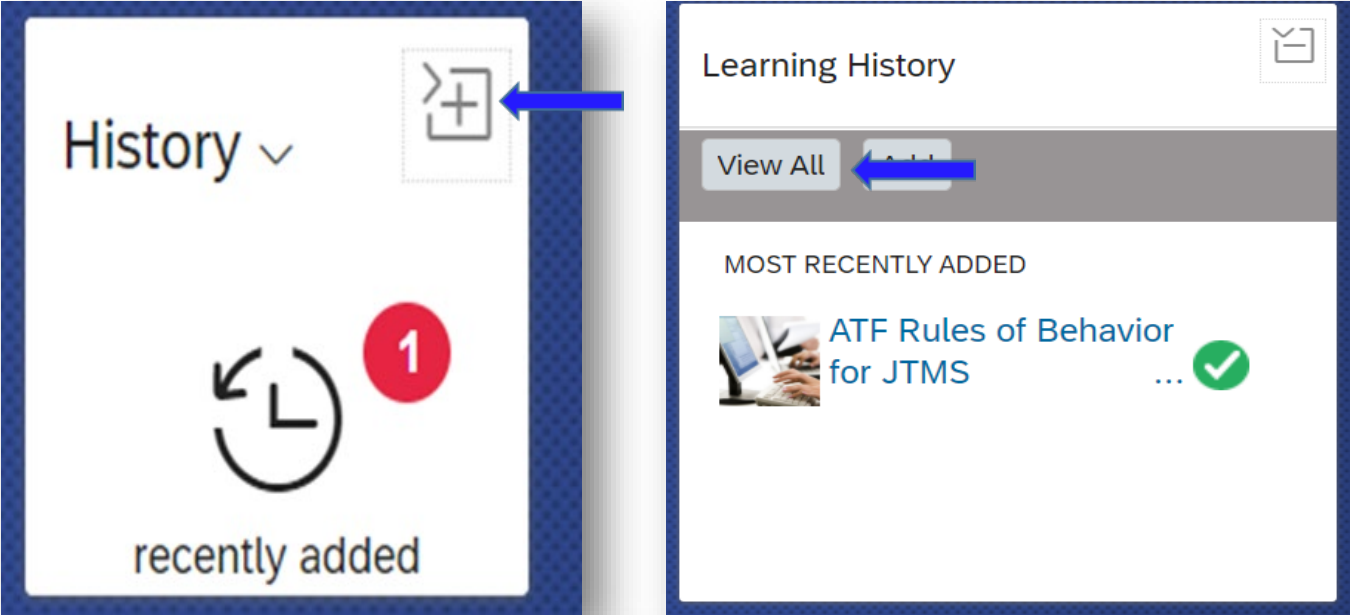 History
1
recently added
Learning History
View All
MOST RECENTLY ADDED
ATF Rules of Behavior
for JTMS ...